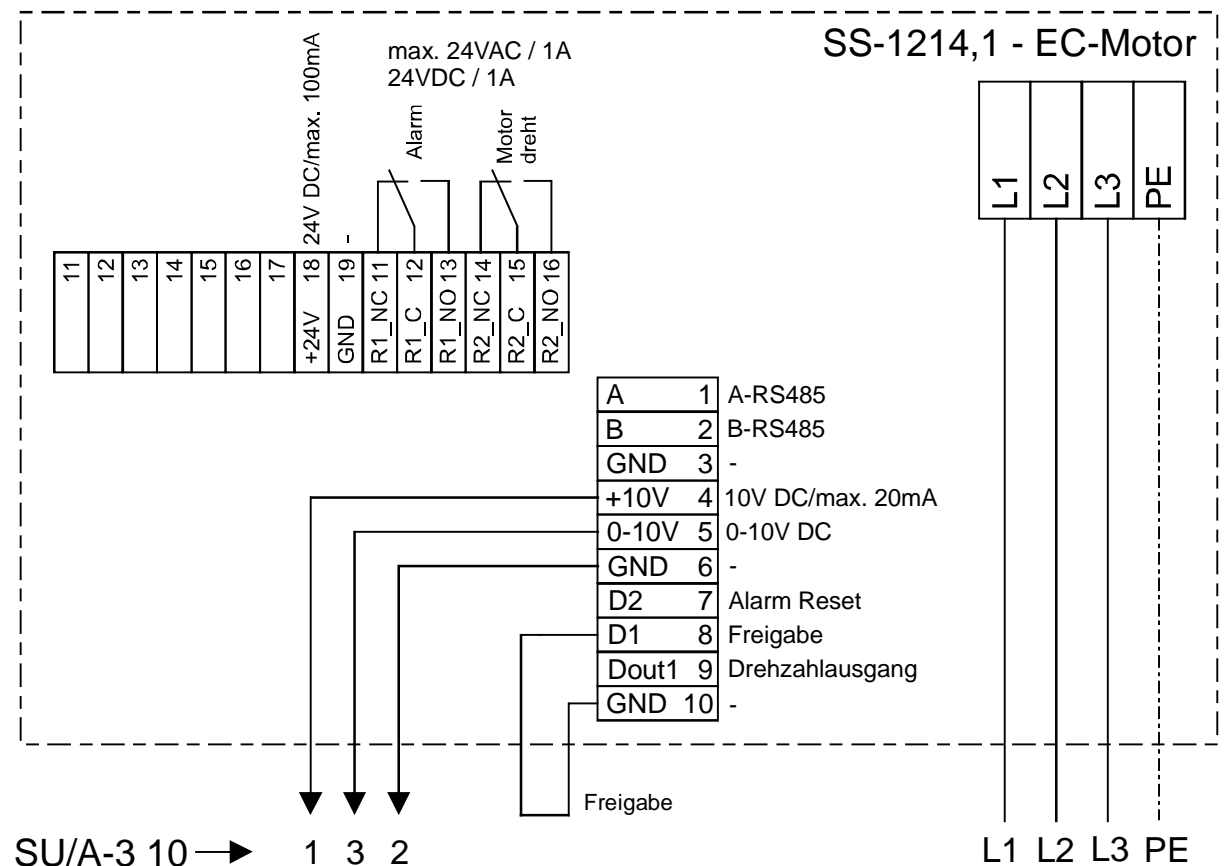 SS-1214,1 - EC-Motor
max. 24VAC / 1A
24VDC / 1A
24V DC/max. 100mA
-
Alarm
Motor
dreht
L1
L2
L3
PE
11
12
13
14
15
16
17
+24V 18
GND 19
R1_NC 11
R1_C 12
R1_NO 13
R2_NC 14
R2_C 15
R2_NO 16
A 1 A-RS485
B 2 B-RS485
GND 3 -
+10V 4 10V DC/max. 20mA
0-10V 5 0-10V DC
GND 6 -
D2 7 Alarm Reset
D1 8 Freigabe
Dout1 9 Drehzahlausgang
GND 10 -
Freigabe
SU/A-3 10 1 3 2
L1 L2 L3 PE